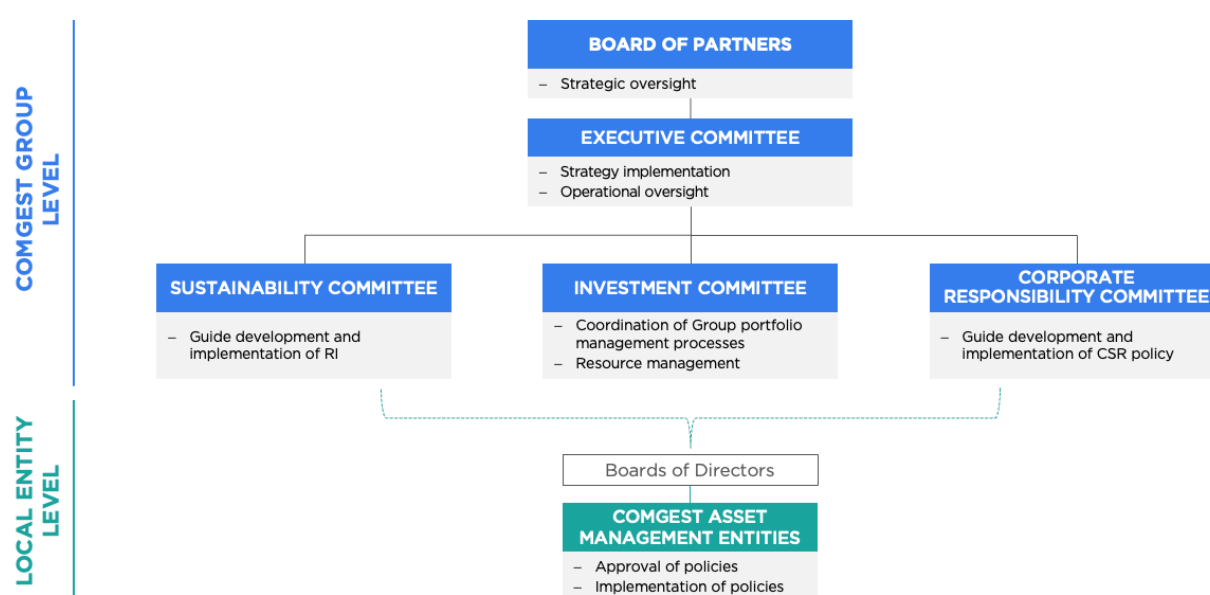 COMGEST GROUP
LEVEL
BOARD OF PARTNERS
– Strategic oversight
EXECUTIVE COMMITTEE
– Strategy implementation
– Operational oversight
SUSTAINABILITY COMMITTEE
– Guide development and
implementation of RI
INVESTMENT COMMITTEE
– Coordination of Group portfolio
management processes
– Resource management
CORPORATE
RESPONSIBILITY COMMITTEE
– Guide development and
implementation of CSR policy
LOCAL ENTITY
LEVEL
Boards of Directors
COMGEST ASSET
MANAGEMENT ENTITIES
– Approval of policies
– Implementation of policies